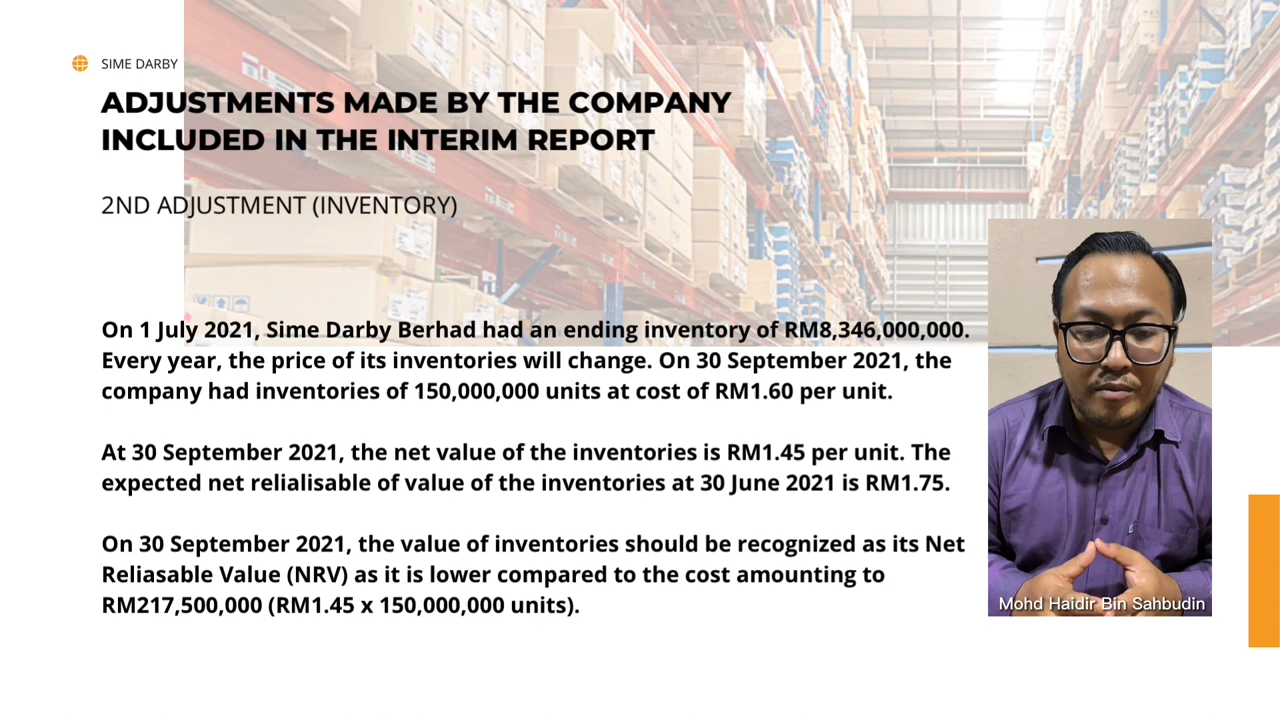 SIME DARBY
ADJUSTMENTS MADE BY THE COMPANY
INCLUDED IN THE INTERIM REPORT
2ND ADJUSTMENT (INVENTORY)
On 1 July 2021, Sime Darby Berhad had an ending inventory of RM8,346,000,000.
Every year, the price of its inventories will change. On 30 September 2021, the
company had inventories of 150,000,000 units at cost of RM1.60 per unit.
At 30 September 2021, the net value of the inventories is RM1.45 per unit. The
expected net relialisable of value of the inventories at 30 June 2021 is RM1.75.
On 30 September 2021, the value of inventories should be recognized as its Net
Reliasable Value (NRV) as it is lower compared to the cost amounting to
RM217,500,000 (RM1.45 x 150,000,000 units).
Mohd Haidir Bin Sahbudin